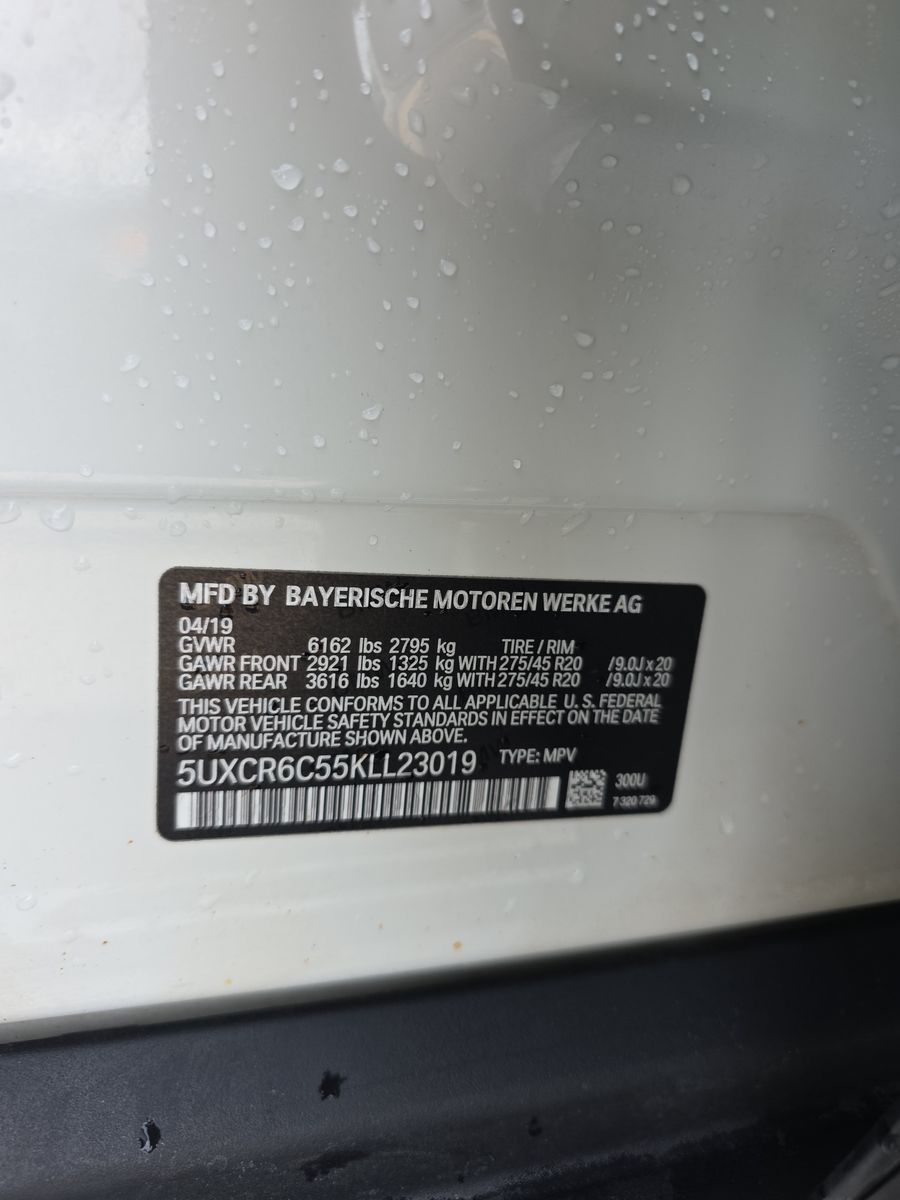 MFD BY BAYERISCHE MOTOREN WERKE AG
04/19
GVWR 6162 lbs 2795 kg TIRE / RIM
GAWR FRONT 2921 lbs 1325 kg WITH 275/45 R20 /9.0J x 20
GAWR REAR 3616 lbs 1640 kg WITH 275/45 R20 /9.0J x 20
THIS VEHICLE CONFORMS TO ALL APPLICABLE U. S. FEDERAL
MOTOR VEHICLE SAFETY STANDARDS IN EFFECT ON THE DATE
OF MANUFACTURE SHOWN ABOVE.
5UXCR6C55KLL23019 TYPE: MPV
300U
7 320 729